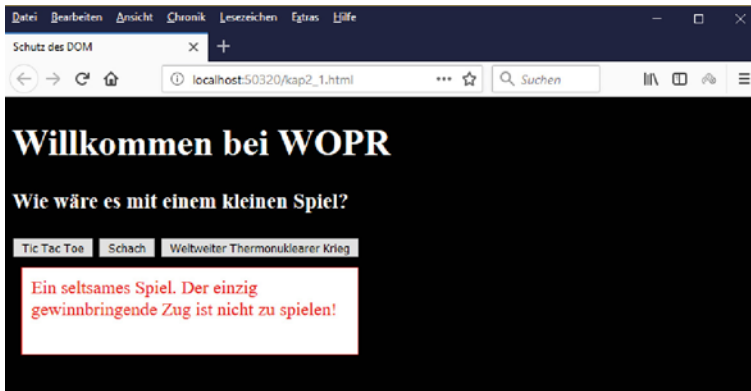 Datei Bearbeiten Ansicht Chronik Lesezeichen Extras Hilfe
Schutz des DOM
localhost:50320/kap2_1.html
Suchen
Willkommen bei WOPR
Wie wäre es mit einem kleinen Spiel?
Tic Tac Toe Schach Weltweiter Thermonuklearer Krieg
Ein seltsames Spiel. Der einzig
gewinnbringende Zug ist nicht zu spielen!